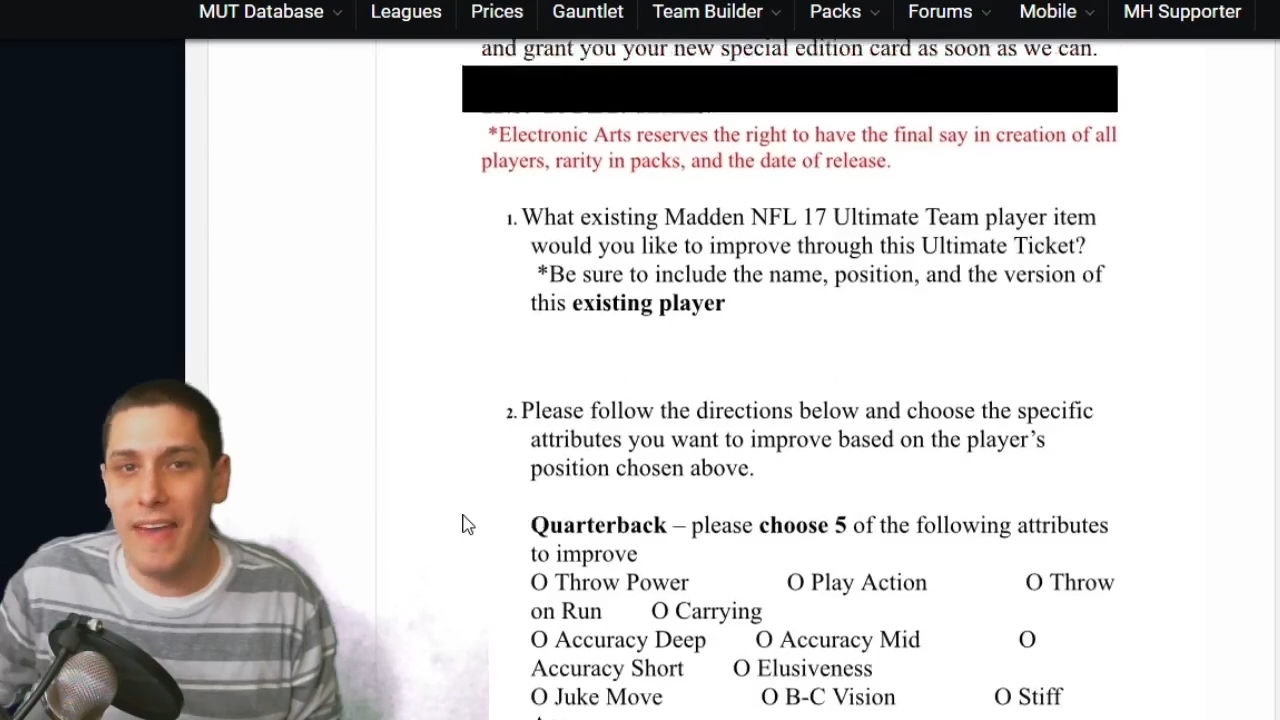 MUT Database Leagues Prices Gauntlet Team Builder Packs Forums Mobile MH Supporter
and grant you your new special edition card as soon as we can.
*Electronic Arts reserves the right to have the final say in creation of all
players, rarity in packs, and the date of release.
1. What existing Madden NFL 17 Ultimate Team player item
would you like to improve through this Ultimate Ticket?
*Be sure to include the name, position, and the version of
this existing player
2. Please follow the directions below and choose the specific
attributes you want to improve based on the player’s
position chosen above.
Quarterback – please choose 5 of the following attributes
to improve
O Throw Power O Play Action O Throw
on Run O Carrying
O Accuracy Deep O Accuracy Mid O
Accuracy Short O Elusiveness
O Juke Move O B-C Vision O Stiff